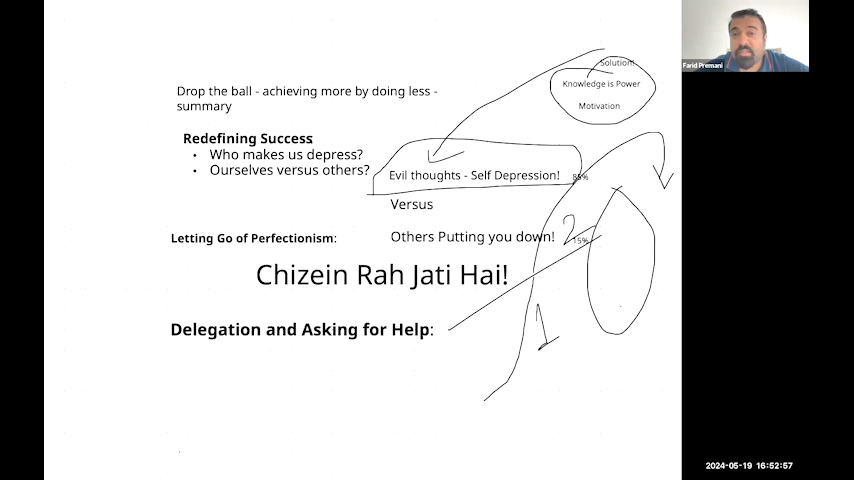 Solution!
Knowledge is Power
Motivation
Farid Premani
Drop the ball - achieving more by doing less -
summary
Redefining Success:
• Who makes us depress?
• Ourselves versus others?
Evil thoughts - Self Depression!
85%
Versus
Letting Go of Perfectionism:
Others Putting you down!
2
15%
Chizein Rah Jati Hai!
1
Delegation and Asking for Help:
2024-05-19 16:52:57